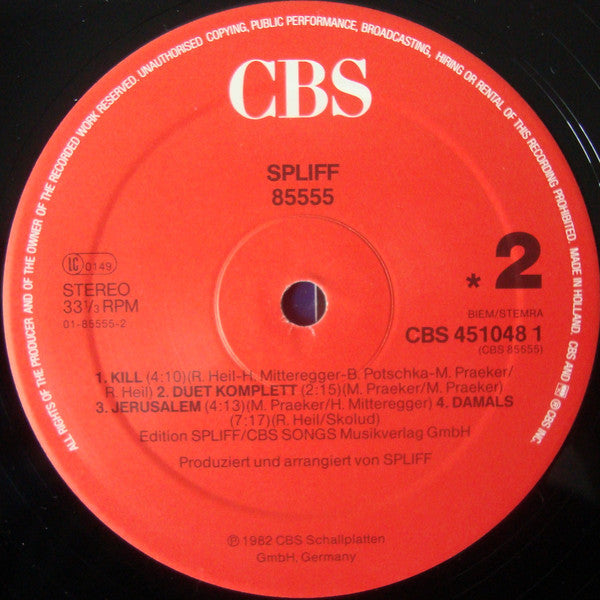 ALL RIGHTS OF THE PRODUCER AND OF THE OWNER OF THE RECORDED WORK RESERVED. UNAUTHORISED COPYING, PUBLIC PERFORMANCE, BROADCASTING, HIRING OR RENTAL OF THIS RECORDING PROHIBITED. MADE IN HOLLAND. CBS AND ARE ® CBS INC.
CBS
SPLIFF
85555
LC 0149
STEREO
33⅓ RPM
01-85555-2
* 2
BIEM/STEMRA
CBS 451048 1
(CBS 85555)
1. KILL (4:10)(R. Heil-H. Mitteregger-B. Potschka-M. Praeker/
R. Heil) 2. DUET KOMPLETT (2:15)(M. Praeker/M. Praeker)
3. JERUSALEM (4:13)(M. Praeker/H. Mitteregger) 4. DAMALS
(7:17)(R. Heil/Skolud)
Edition SPLIFF/CBS SONGS Musikverlag GmbH
Produziert und arrangiert von SPLIFF
℗ 1982 CBS Schallplatten
GmbH, Germany